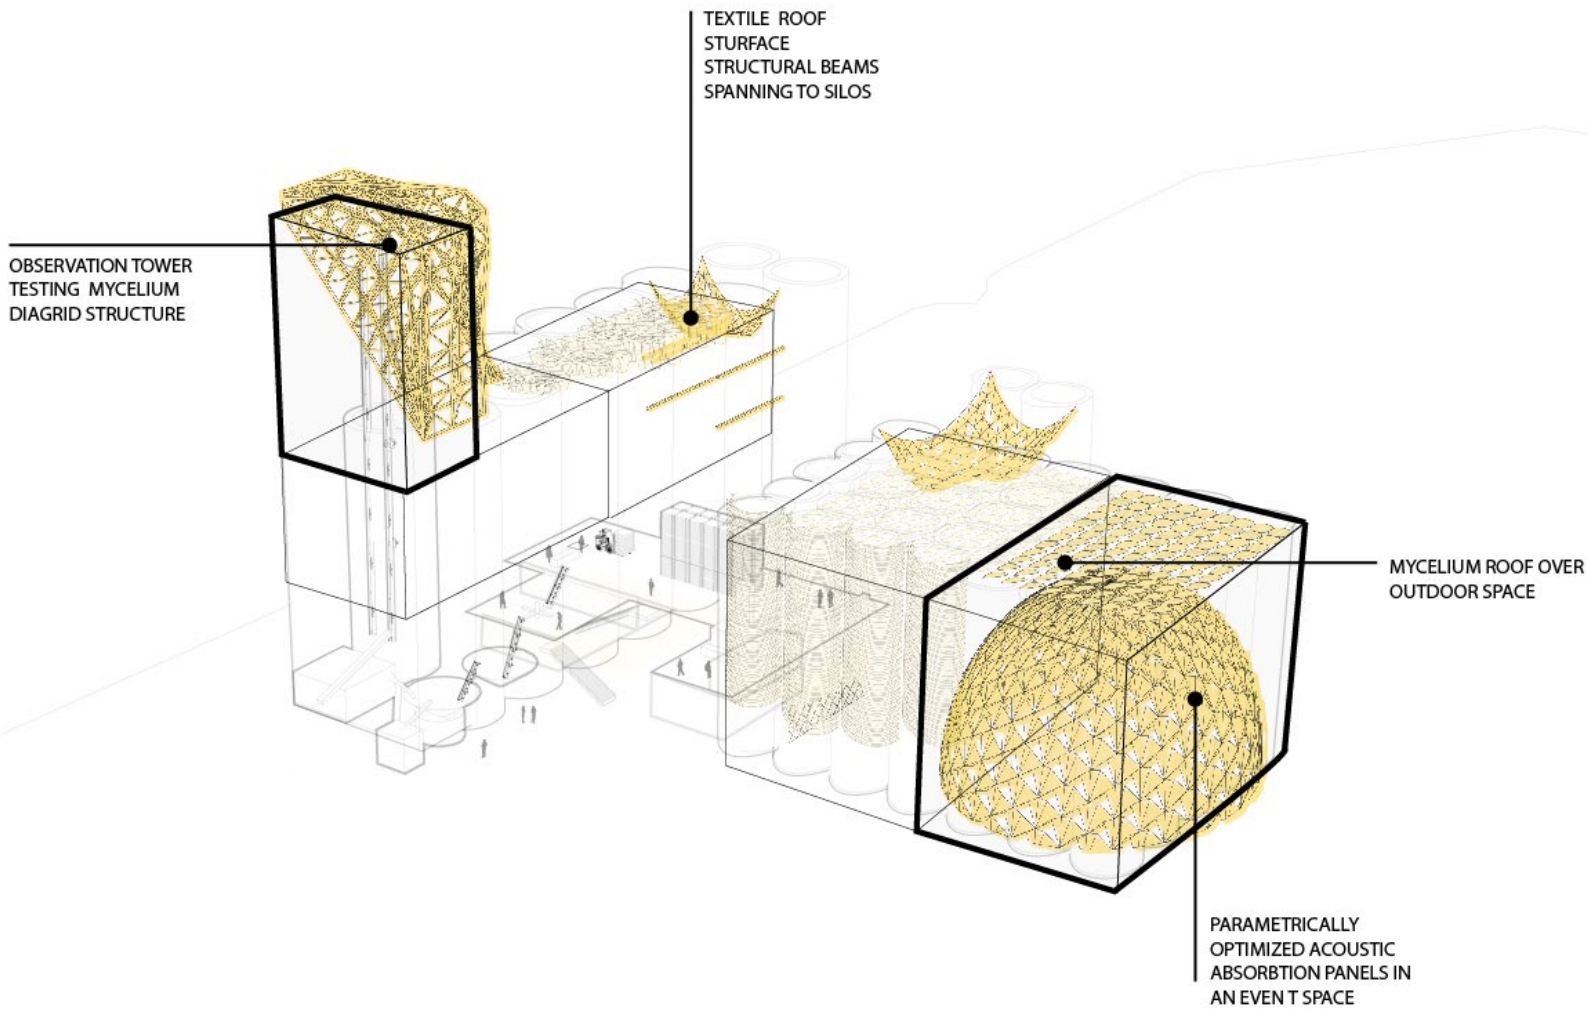 TEXTILE ROOF
STURFACE
STRUCTURAL BEAMS
SPANNING TO SILOS
OBSERVATION TOWER
TESTING MYCELIUM
DIAGRID STRUCTURE
MYCELIUM ROOF OVER
OUTDOOR SPACE
PARAMETRICALLY
OPTIMIZED ACOUSTIC
ABSORBTION PANELS IN
AN EVEN T SPACE